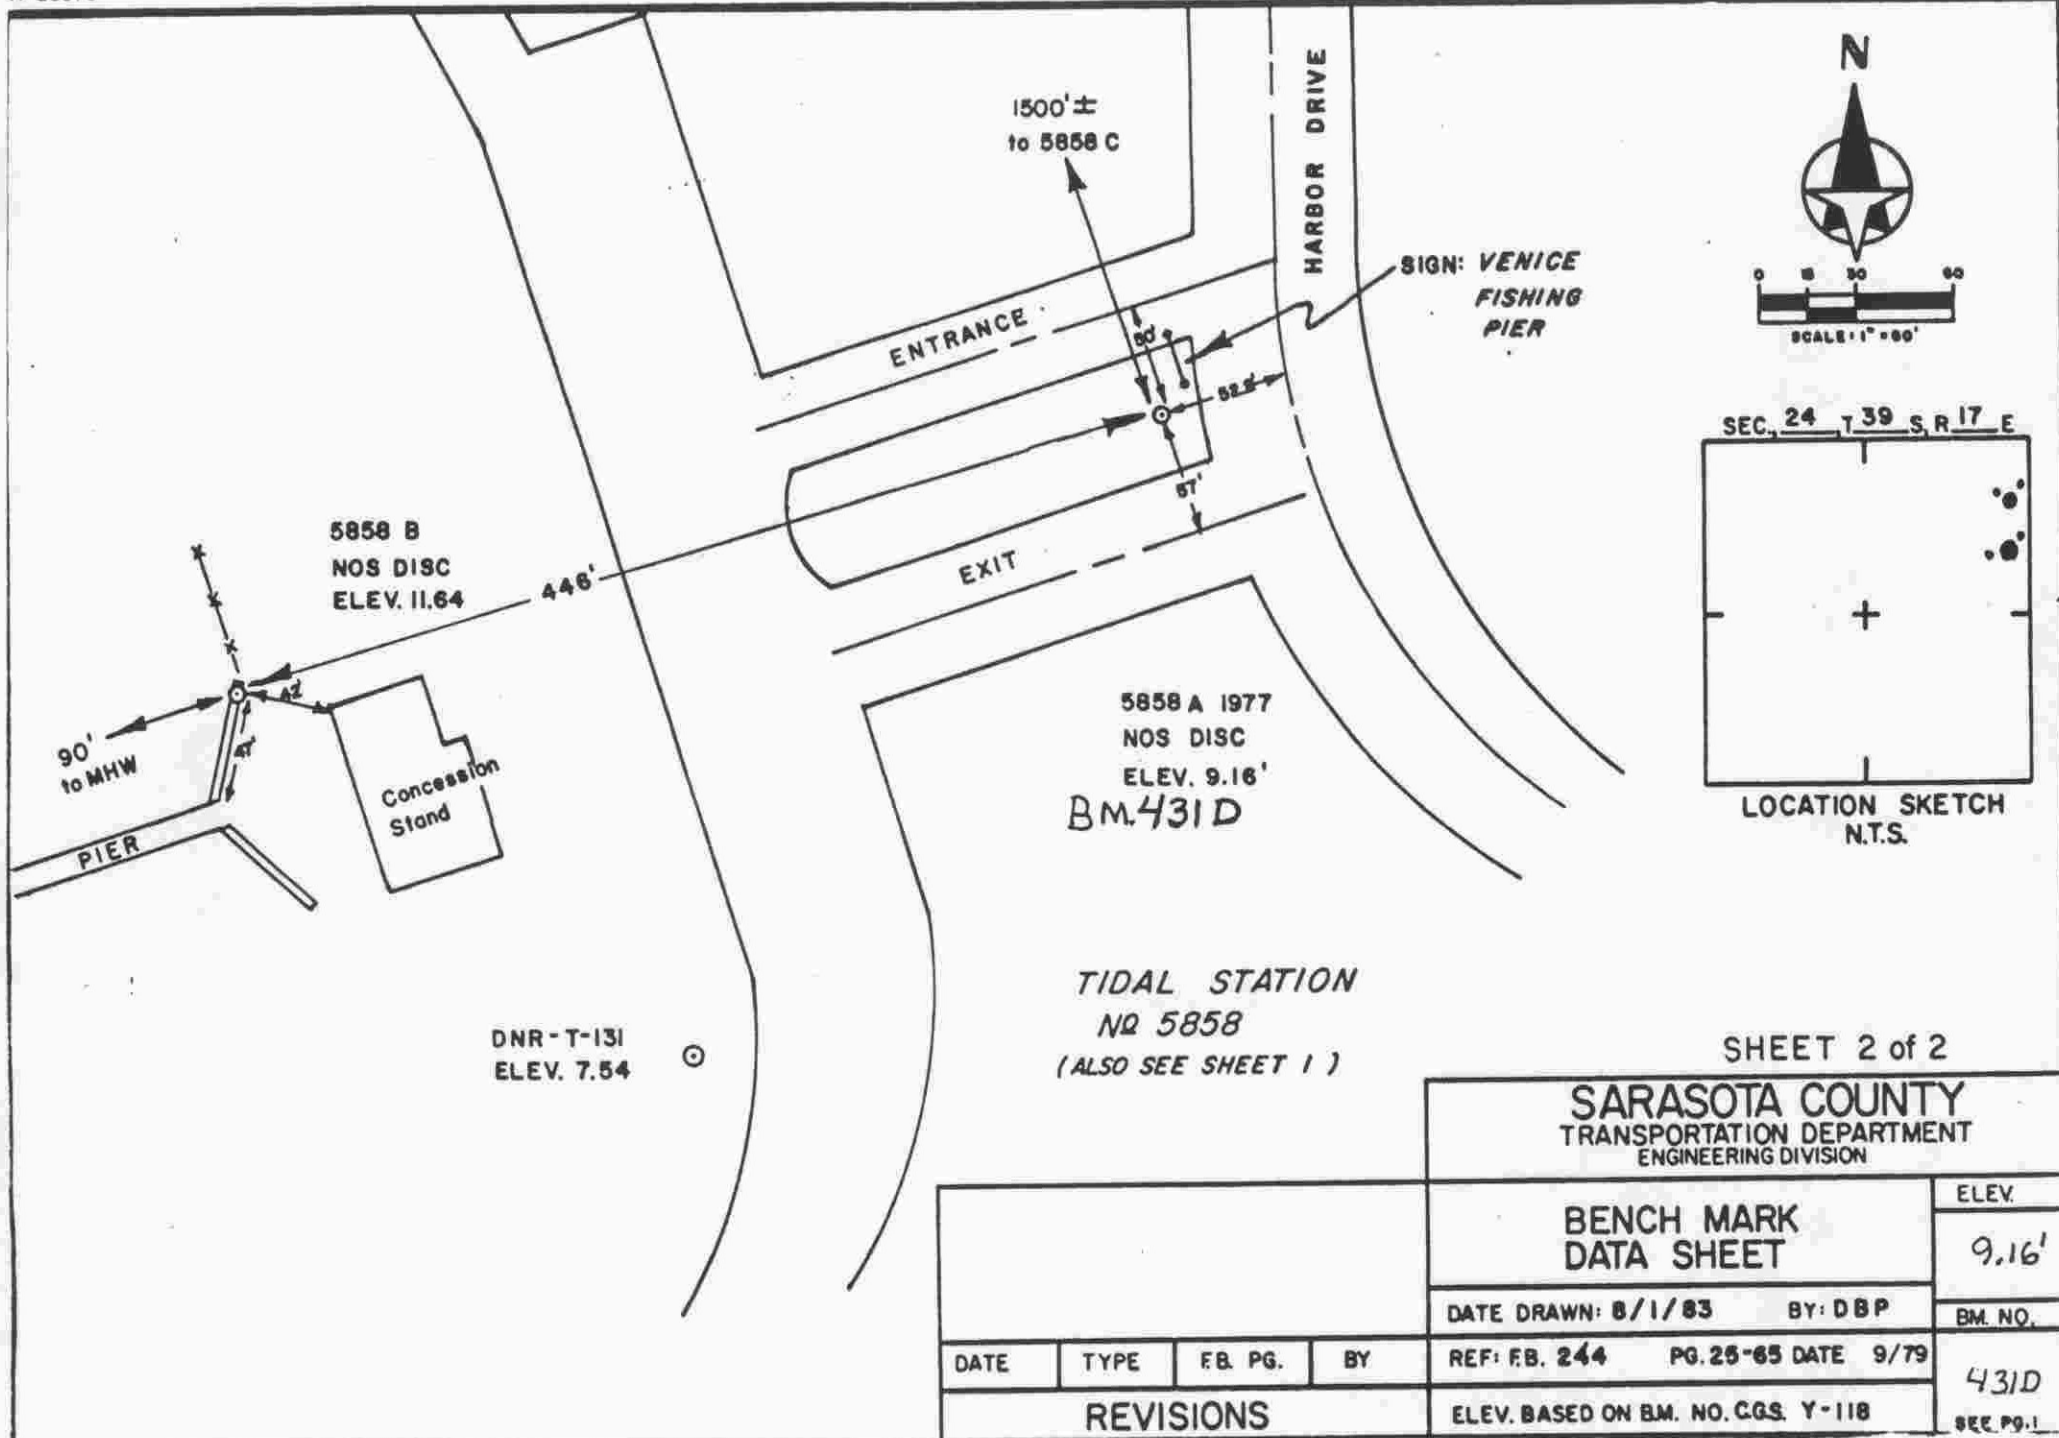 N
0 15 30 60
SCALE: 1" = 60'
1500' ±
to 5858 C
HARBOR DRIVE
SIGN: VENICE
FISHING
PIER
ENTRANCE
57'
EXIT
446'
SEC. 24 T 39 S, R 17 E
LOCATION SKETCH
N.T.S.
5858 B
NOS DISC
ELEV. 11.64
42'
47'
90'
to MHW
Concession
Stand
PIER
5858 A 1977
NOS DISC
ELEV. 9.16'
BM.431D
DNR-T-131
ELEV. 7.54
TIDAL STATION
NO 5858
(ALSO SEE SHEET 1)
SHEET 2 of 2
SARASOTA COUNTY
TRANSPORTATION DEPARTMENT
ENGINEERING DIVISION
BENCH MARK
DATA SHEET
ELEV.
9.16'
DATE DRAWN: 8/1/83 BY: DBP
BM. NO.
431D
SEE PG.1
REF: F.B. 244 PG. 25-65 DATE 9/79
ELEV. BASED ON B.M. NO. C.G.S. Y-118
DATE TYPE F.B. PG. BY
REVISIONS